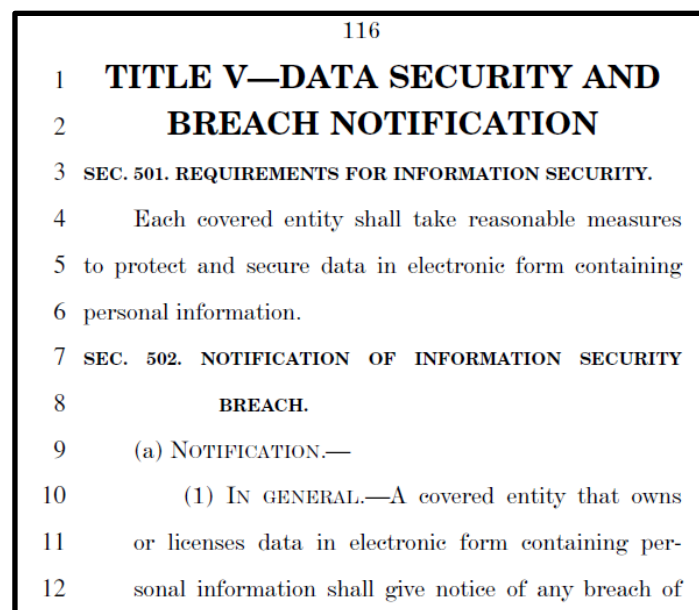 116
1 TITLE V—DATA SECURITY AND
2 BREACH NOTIFICATION
3 SEC. 501. REQUIREMENTS FOR INFORMATION SECURITY.
4 Each covered entity shall take reasonable measures
5 to protect and secure data in electronic form containing
6 personal information.
7 SEC. 502. NOTIFICATION OF INFORMATION SECURITY
8 BREACH.
9 (a) NOTIFICATION.—
10 (1) IN GENERAL.—A covered entity that owns
11 or licenses data in electronic form containing per-
12 sonal information shall give notice of any breach of